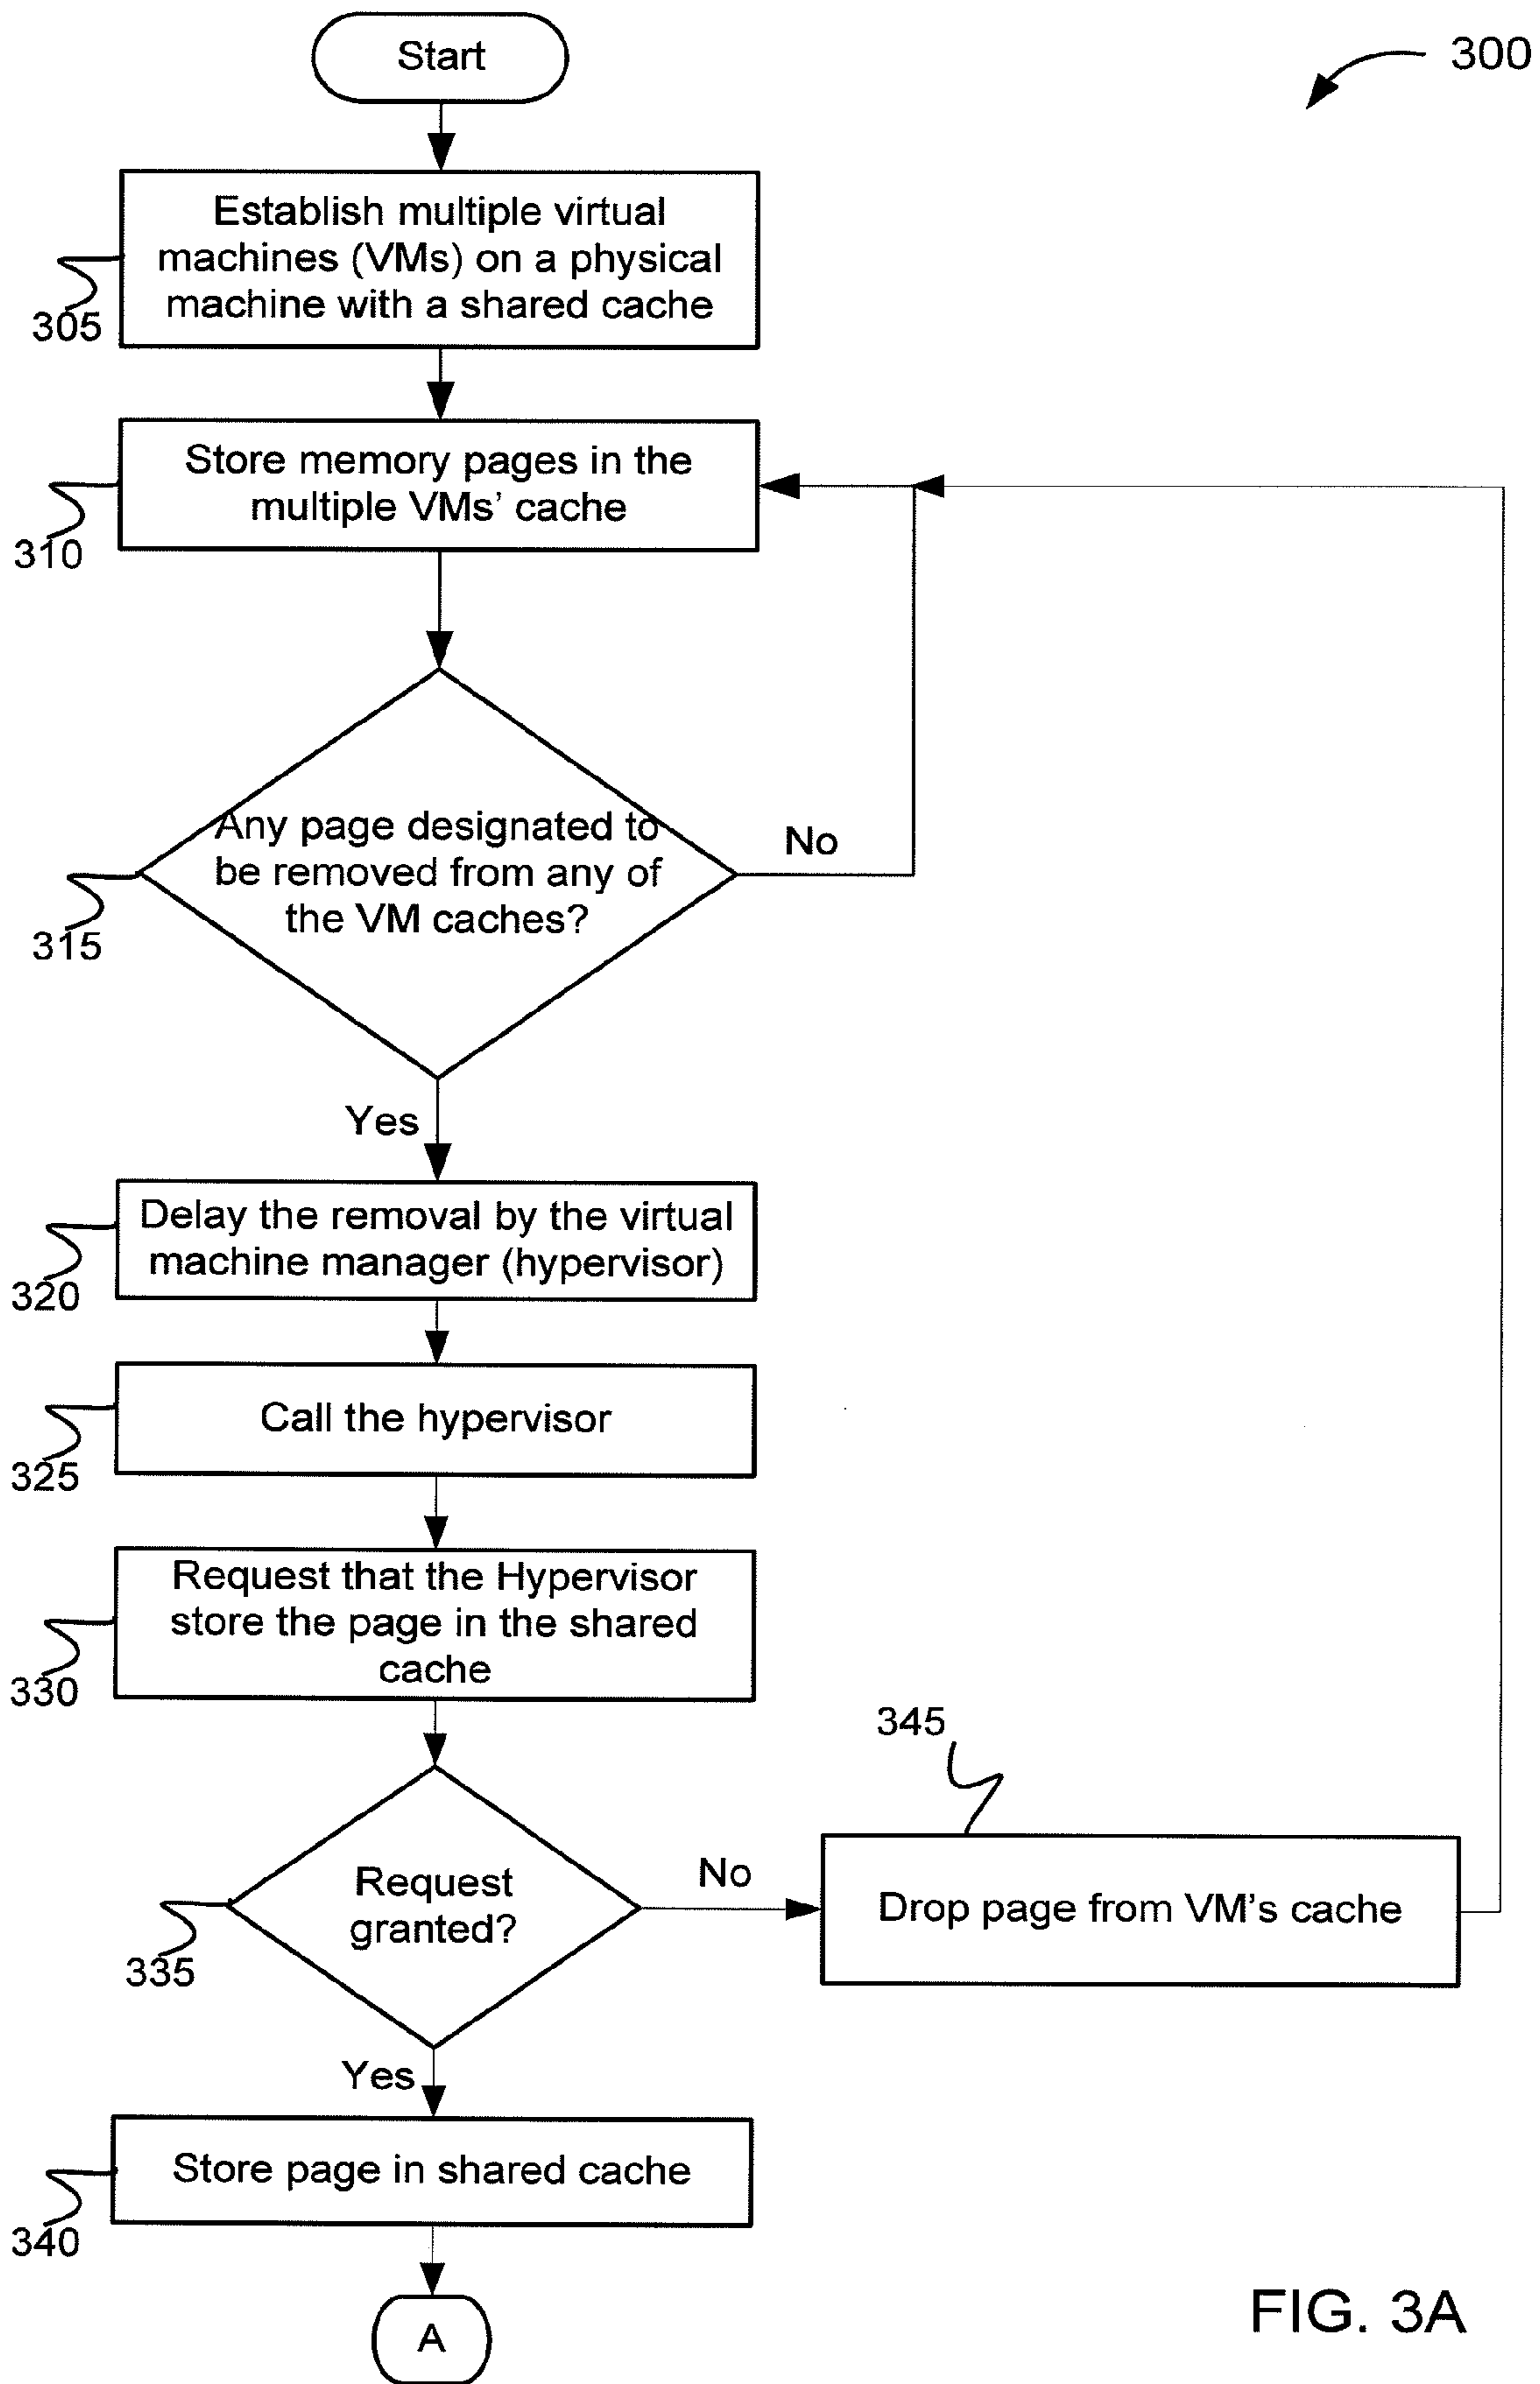 Start
300
Establish multiple virtual
machines (VMs) on a physical
machine with a shared cache
305
Store memory pages in the
multiple VMs' cache
310
Any page designated to
be removed from any of
the VM caches?
No
315
Yes
Delay the removal by the virtual
machine manager (hypervisor)
320
Call the hypervisor
325
Request that the Hypervisor
store the page in the shared
cache
330
345
Request
granted?
No
Drop page from VM's cache
335
Yes
Store page in shared cache
340
A
FIG. 3A